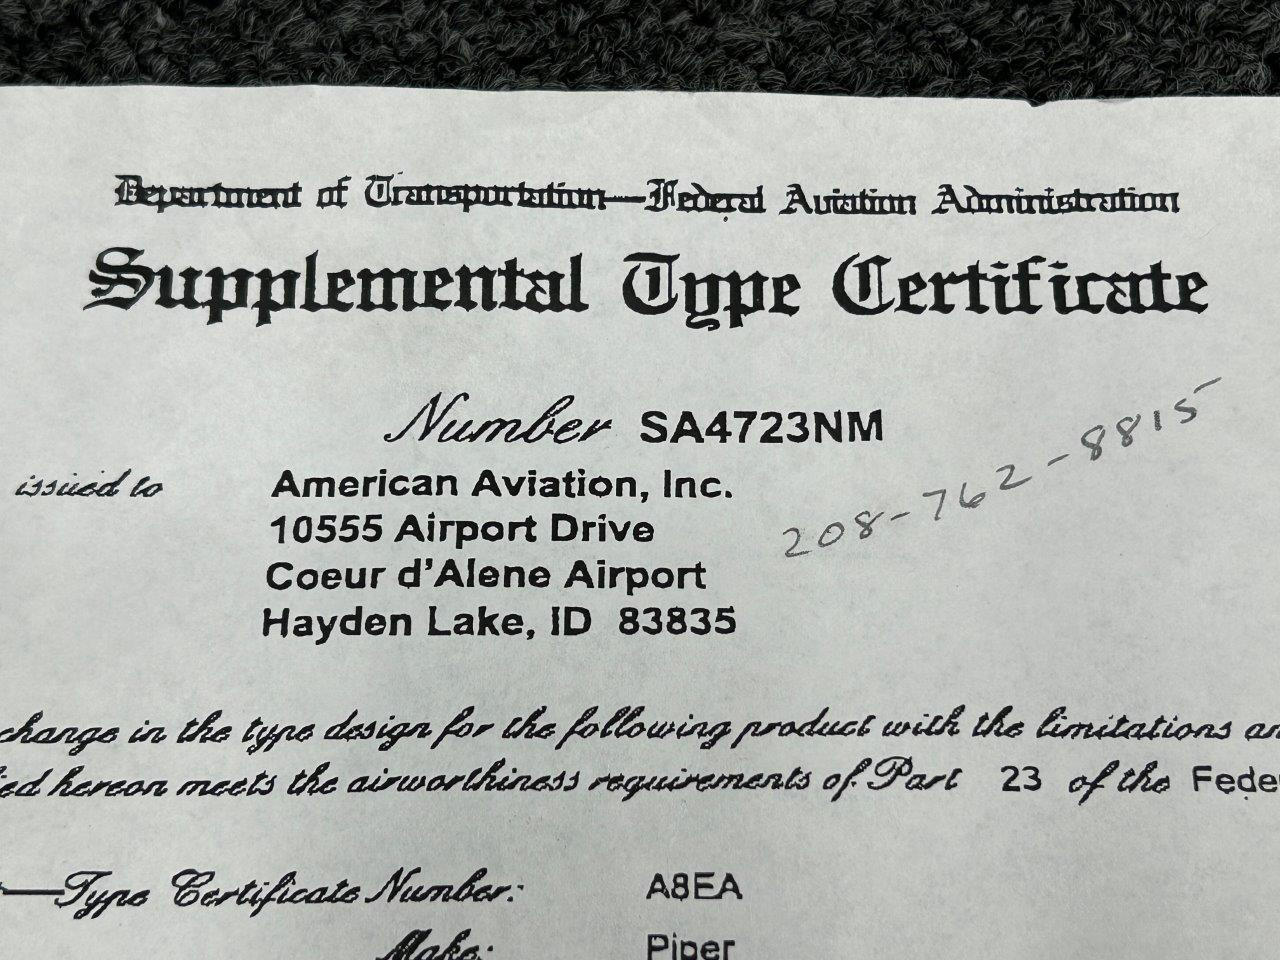 Department of Transportation—Federal Aviation Administration
Supplemental Type Certificate
Number SA4723NM
issued to American Aviation, Inc.
10555 Airport Drive
Coeur d'Alene Airport
Hayden Lake, ID 83835
208-762-8815
change in the type design for the following product with the limitations
hereon meets the airworthiness requirements of Part 23 of the
Type Certificate Number: A8EA
Make: Piper